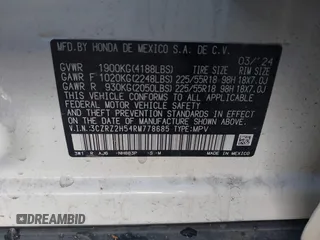 MFD. BY HONDA DE MEXICO S.A. DE C.V.
03/'24
GVWR 1900KG(4188LBS) TIRE RIM SIZE
GAWR F 1020KG(2248LBS) 225/55R18 98H 18X7.0J
GAWR R 930KG(2050LBS) 225/55R18 98H 18X7.0J
THIS VEHICLE CONFORMS TO ALL APPLICABLE
FEDERAL MOTOR VEHICLE SAFETY, BUMPER,
AND THEFT PREVENTION STANDARDS IN EFFECT
ON THE DATE OF MANUFACTURE SHOWN ABOVE.
V.I.N.:3CZRZ2H54RM778685 TYPE:MPV
MADE IN MEXICO
DREAMBID
.COM